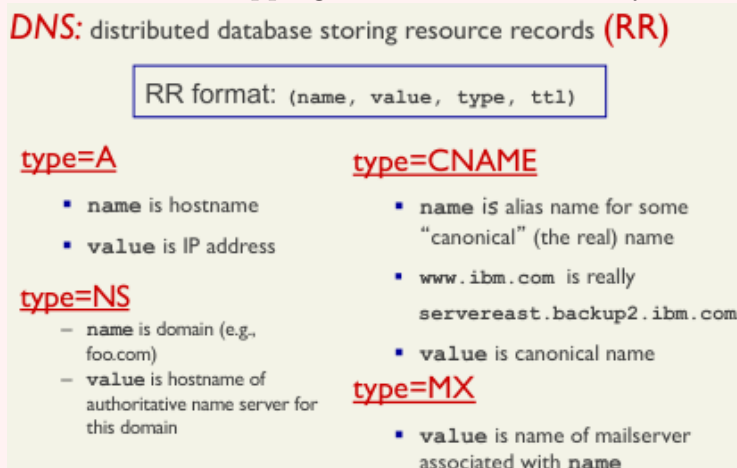 DNS: distributed database storing resource records (RR)
RR format: (name, value, type, ttl)
type=A
▪ name is hostname
▪ value is IP address
type=NS
– name is domain (e.g.,
foo.com)
– value is hostname of
authoritative name server for
this domain
type=CNAME
▪ name is alias name for some
“canonical” (the real) name
▪ www.ibm.com is really
servereast.backup2.ibm.com
▪ value is canonical name
type=MX
▪ value is name of mailserver
associated with name